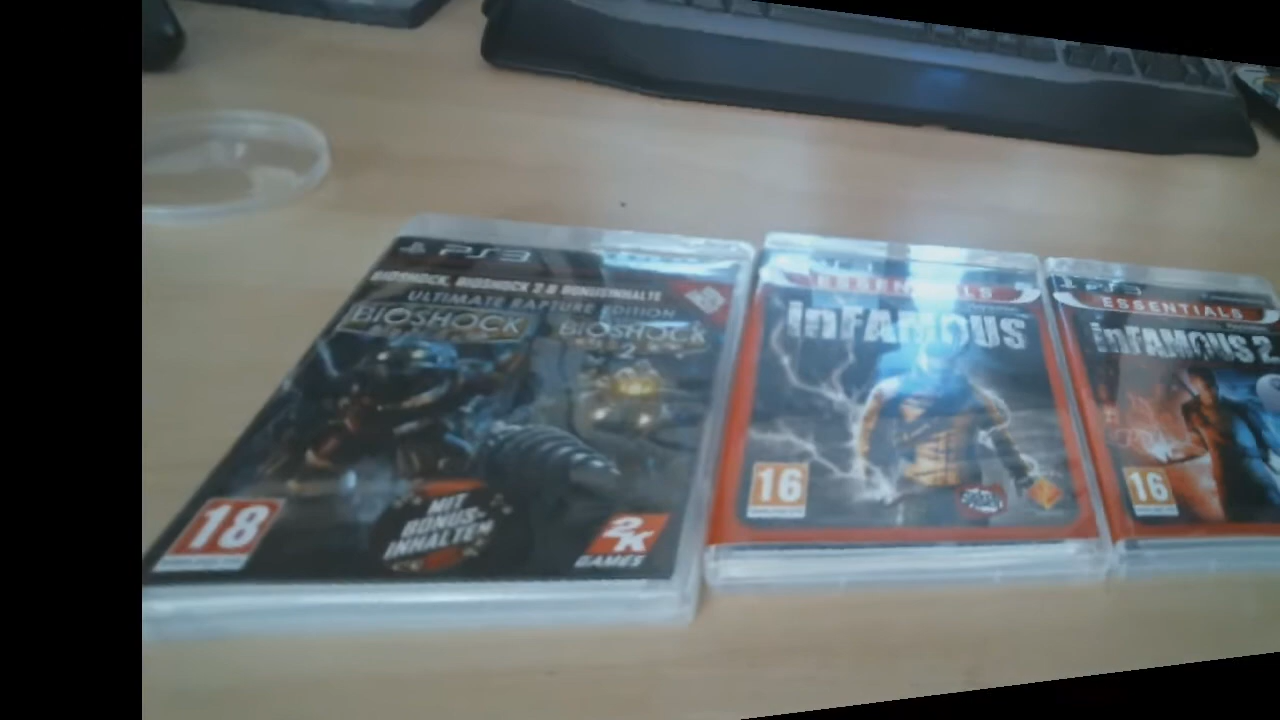 PS3
BIOSHOCK, BIOSHOCK 2 & BONUSINHALTE
ULTIMATE RAPTURE EDITION
BIOSHOCK
BIOSHOCK
2
MIT
BONUS-
INHALTEN
18
2K
GAMES
ESSENTIALS
inFAMOUS
16
PS3
ESSENTIALS
inFAMOUS 2
16